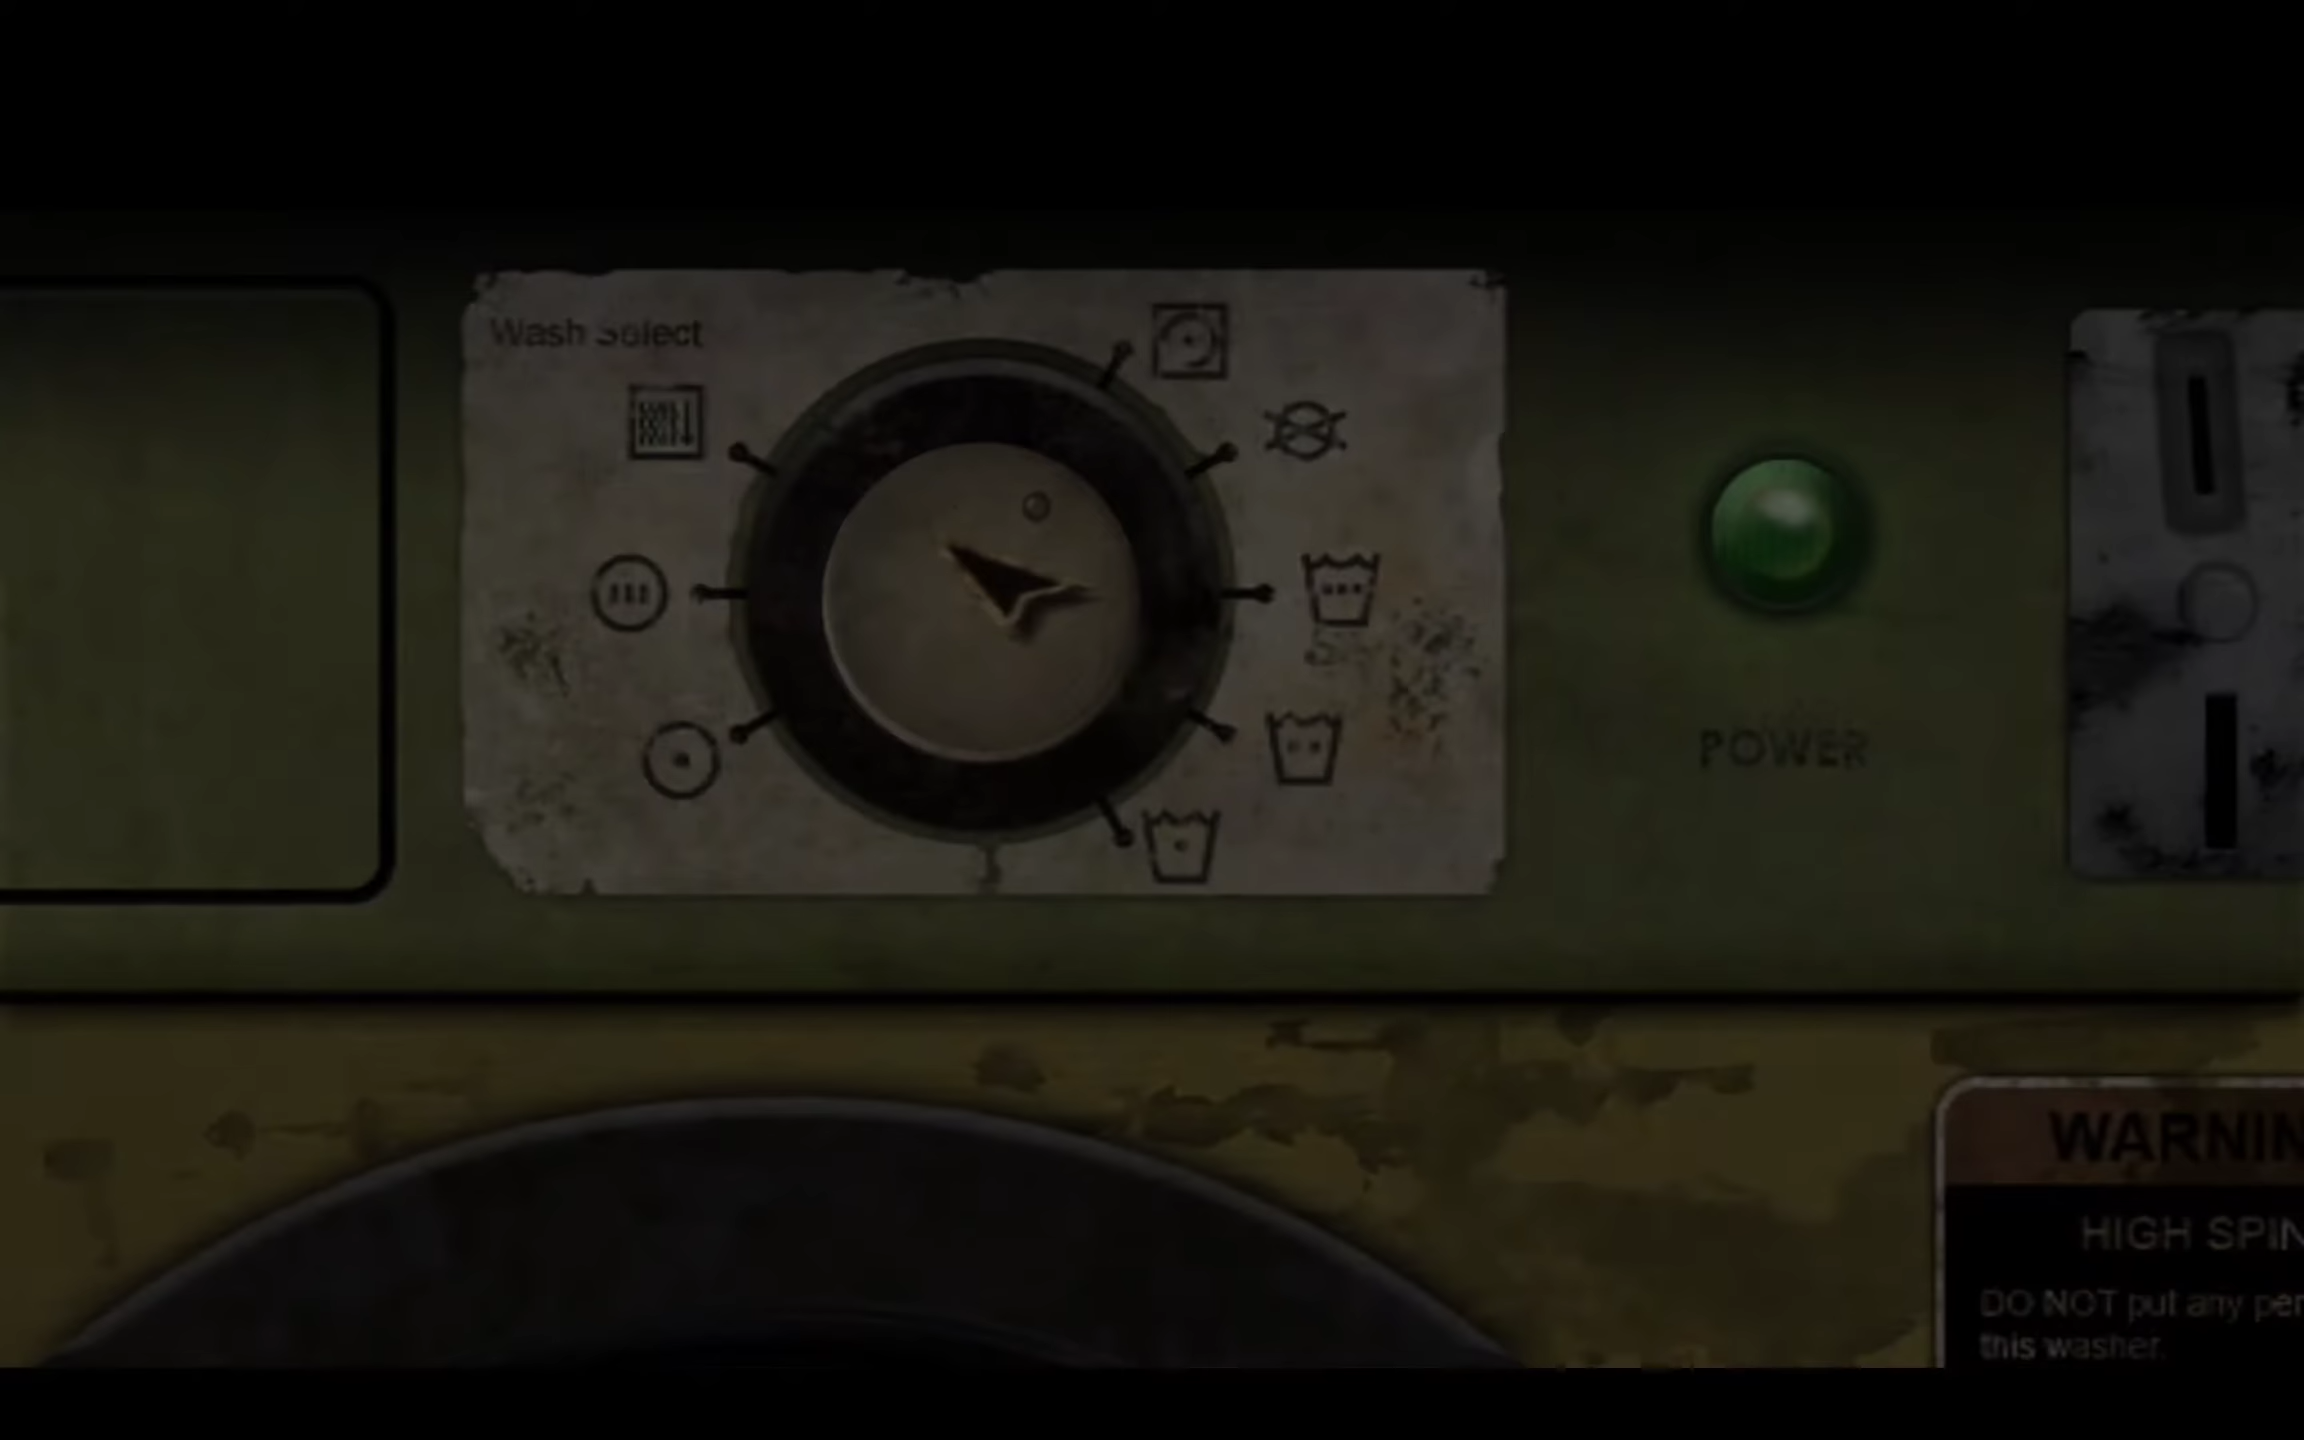 Wash Select
POWER
WARNIN
HIGH SPIN
DO NOT put any per
this washer.